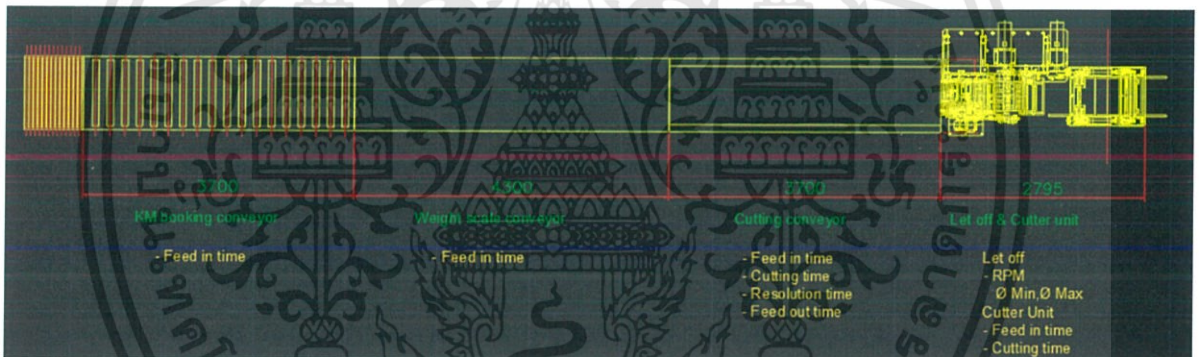 3700
4300
3700
2795
KM booking conveyor
Weight scale conveyor
Cutting conveyor
Let off & Cutter unit
- Feed in time
- Feed in time
- Feed in time
- Cutting time
- Resolution time
- Feed out time
Let off
- RPM
Ø Min,Ø Max
Cutter Unit
- Feed in time
- Cutting time